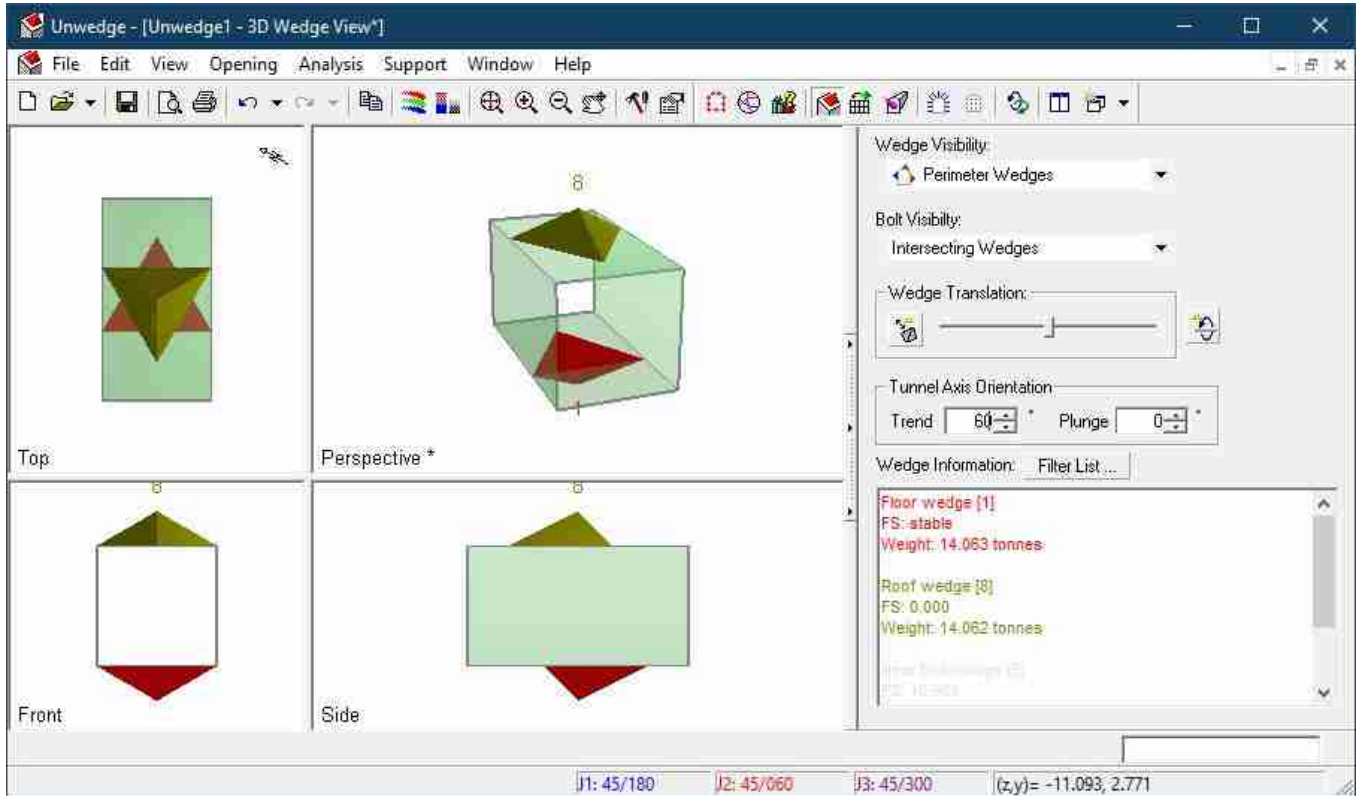 Unwedge - [Unwedge1 - 3D Wedge View*]
File Edit View Opening Analysis Support Window Help
Top
8
1
Perspective *
8
Front
8
Side
Wedge Visibility:
Perimeter Wedges
Bolt Visibilty:
Intersecting Wedges
Wedge Translation:
Tunnel Axis Orientation
Trend 60 ° Plunge 0 °
Wedge Information: Filter List ...
Floor wedge [1]
FS: stable
Weight: 14.063 tonnes
Roof wedge [8]
FS: 0.000
Weight: 14.062 tonnes
J1: 45/180 J2: 45/060 J3: 45/300 (z,y)= -11.093, 2.771